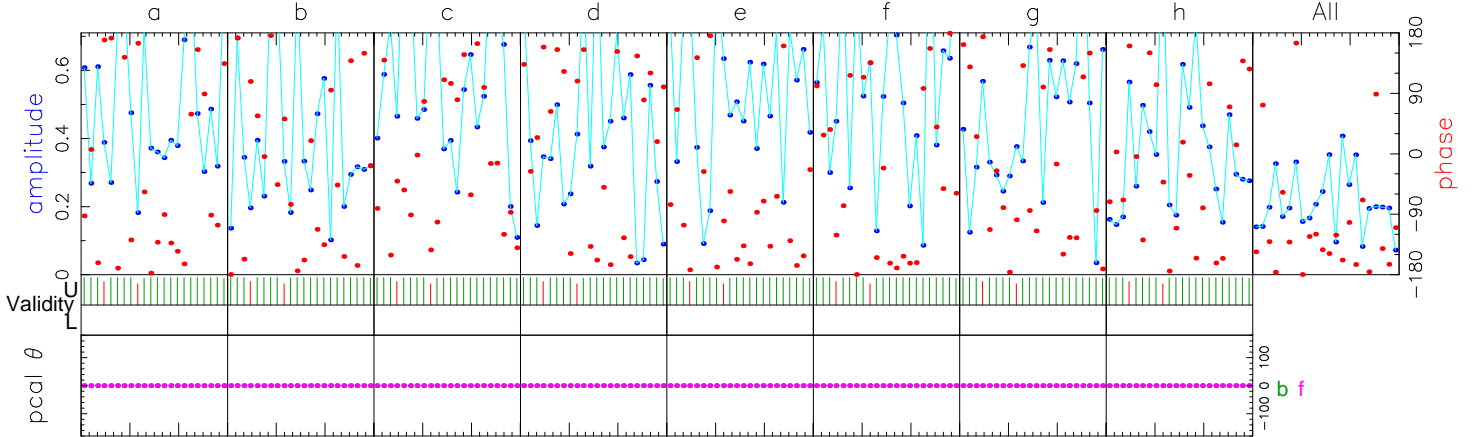 a b c d e f g h All
amplitude
0 0.2 0.4 0.6
180 90 0 −90 −180
phase
U
Validity
L
pcal θ
100 0 −100
b f